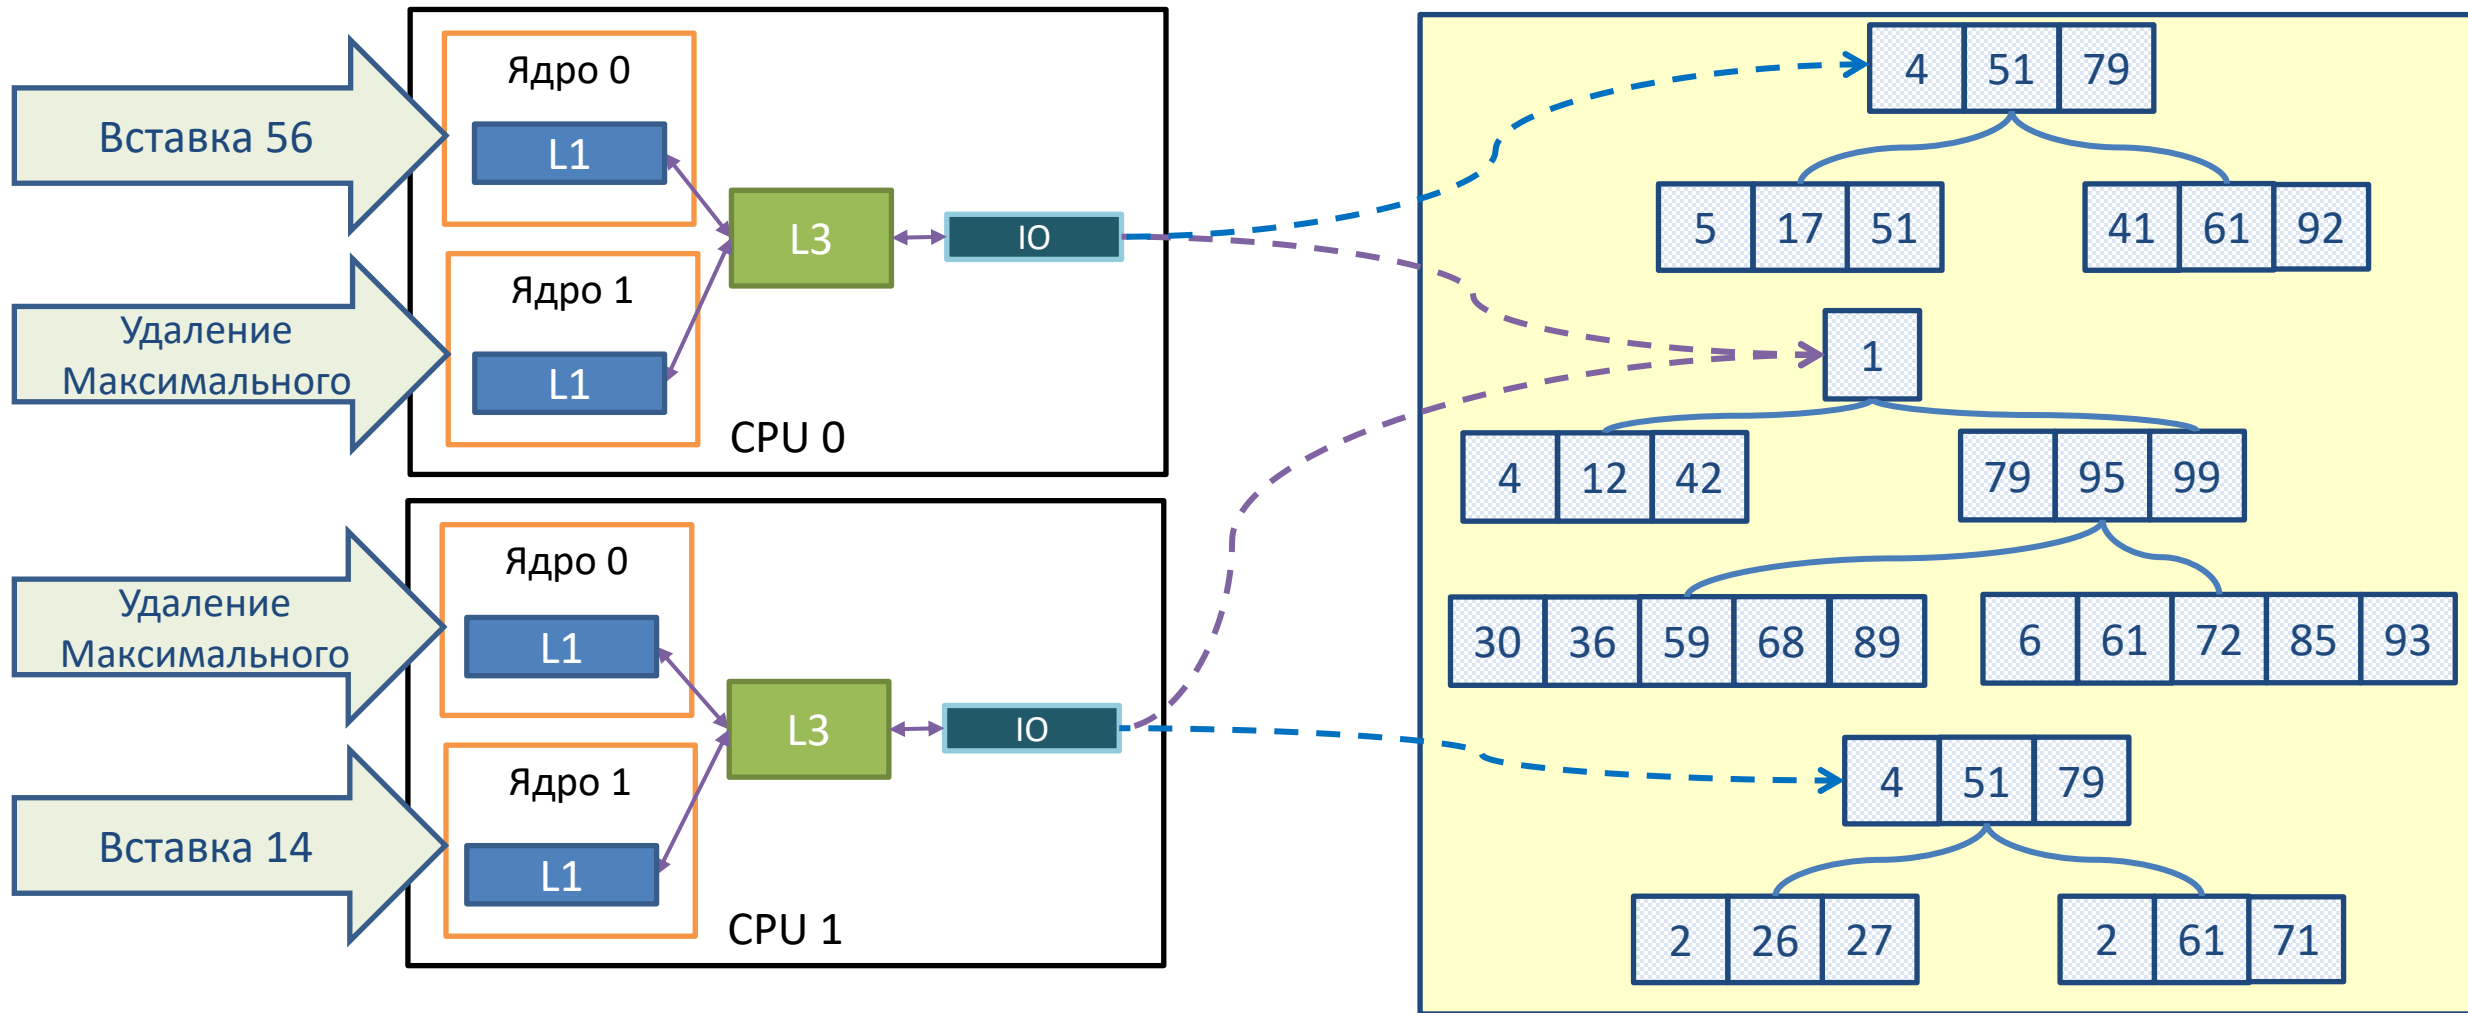 Вставка 56
Ядро 0
L1
Удаление
Максимального
Ядро 1
L1
L3
IO
CPU 0
Удаление
Максимального
Ядро 0
L1
Вставка 14
Ядро 1
L1
L3
IO
CPU 1
4 51 79
5 17 51 41 61 92
1
4 12 42 79 95 99
30 36 59 68 89 6 61 72 85 93
4 51 79
2 26 27 2 61 71